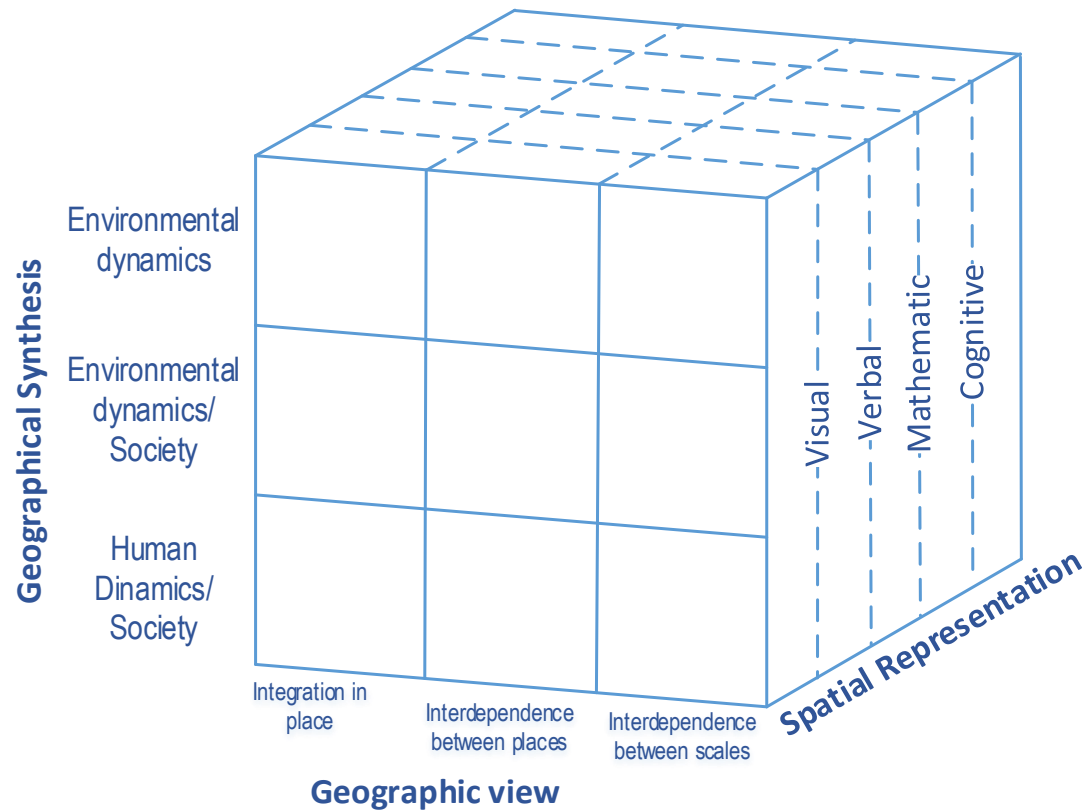 Geographical Synthesis
Environmental
dynamics
Environmental
dynamics/
Society
Human
Dinamics/
Society
Integration in
place
Interdependence
between places
Interdependence
between scales
Geographic view
Visual
Verbal
Mathematic
Cognitive
Spatial Representation